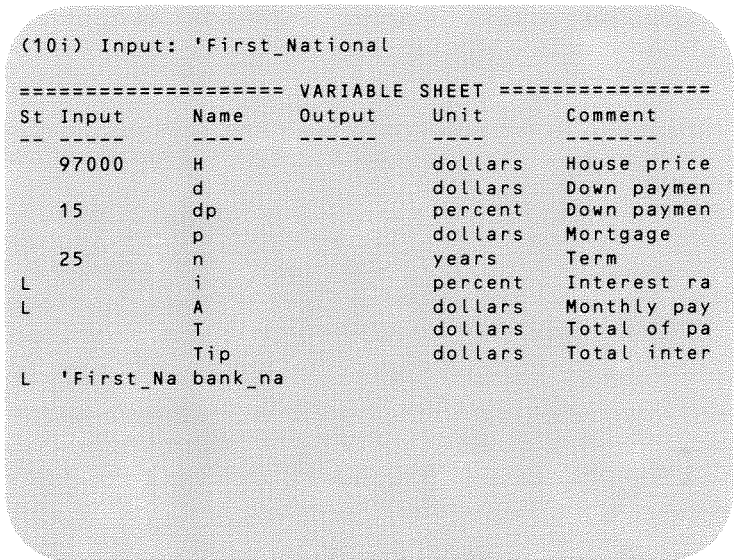 (10i) Input: 'First_National
==================== VARIABLE SHEET ================
St Input      Name    Output  Unit      Comment
-- -----      ----    ------  ----      -------
   97000      H               dollars   House price
              d               dollars   Down paymen
   15         dp              percent   Down paymen
              p               dollars   Mortgage
   25         n               years     Term
L             i               percent   Interest ra
L             A               dollars   Monthly pay
              T               dollars   Total of pa
              Tip             dollars   Total inter
L  'First_Na bank_na